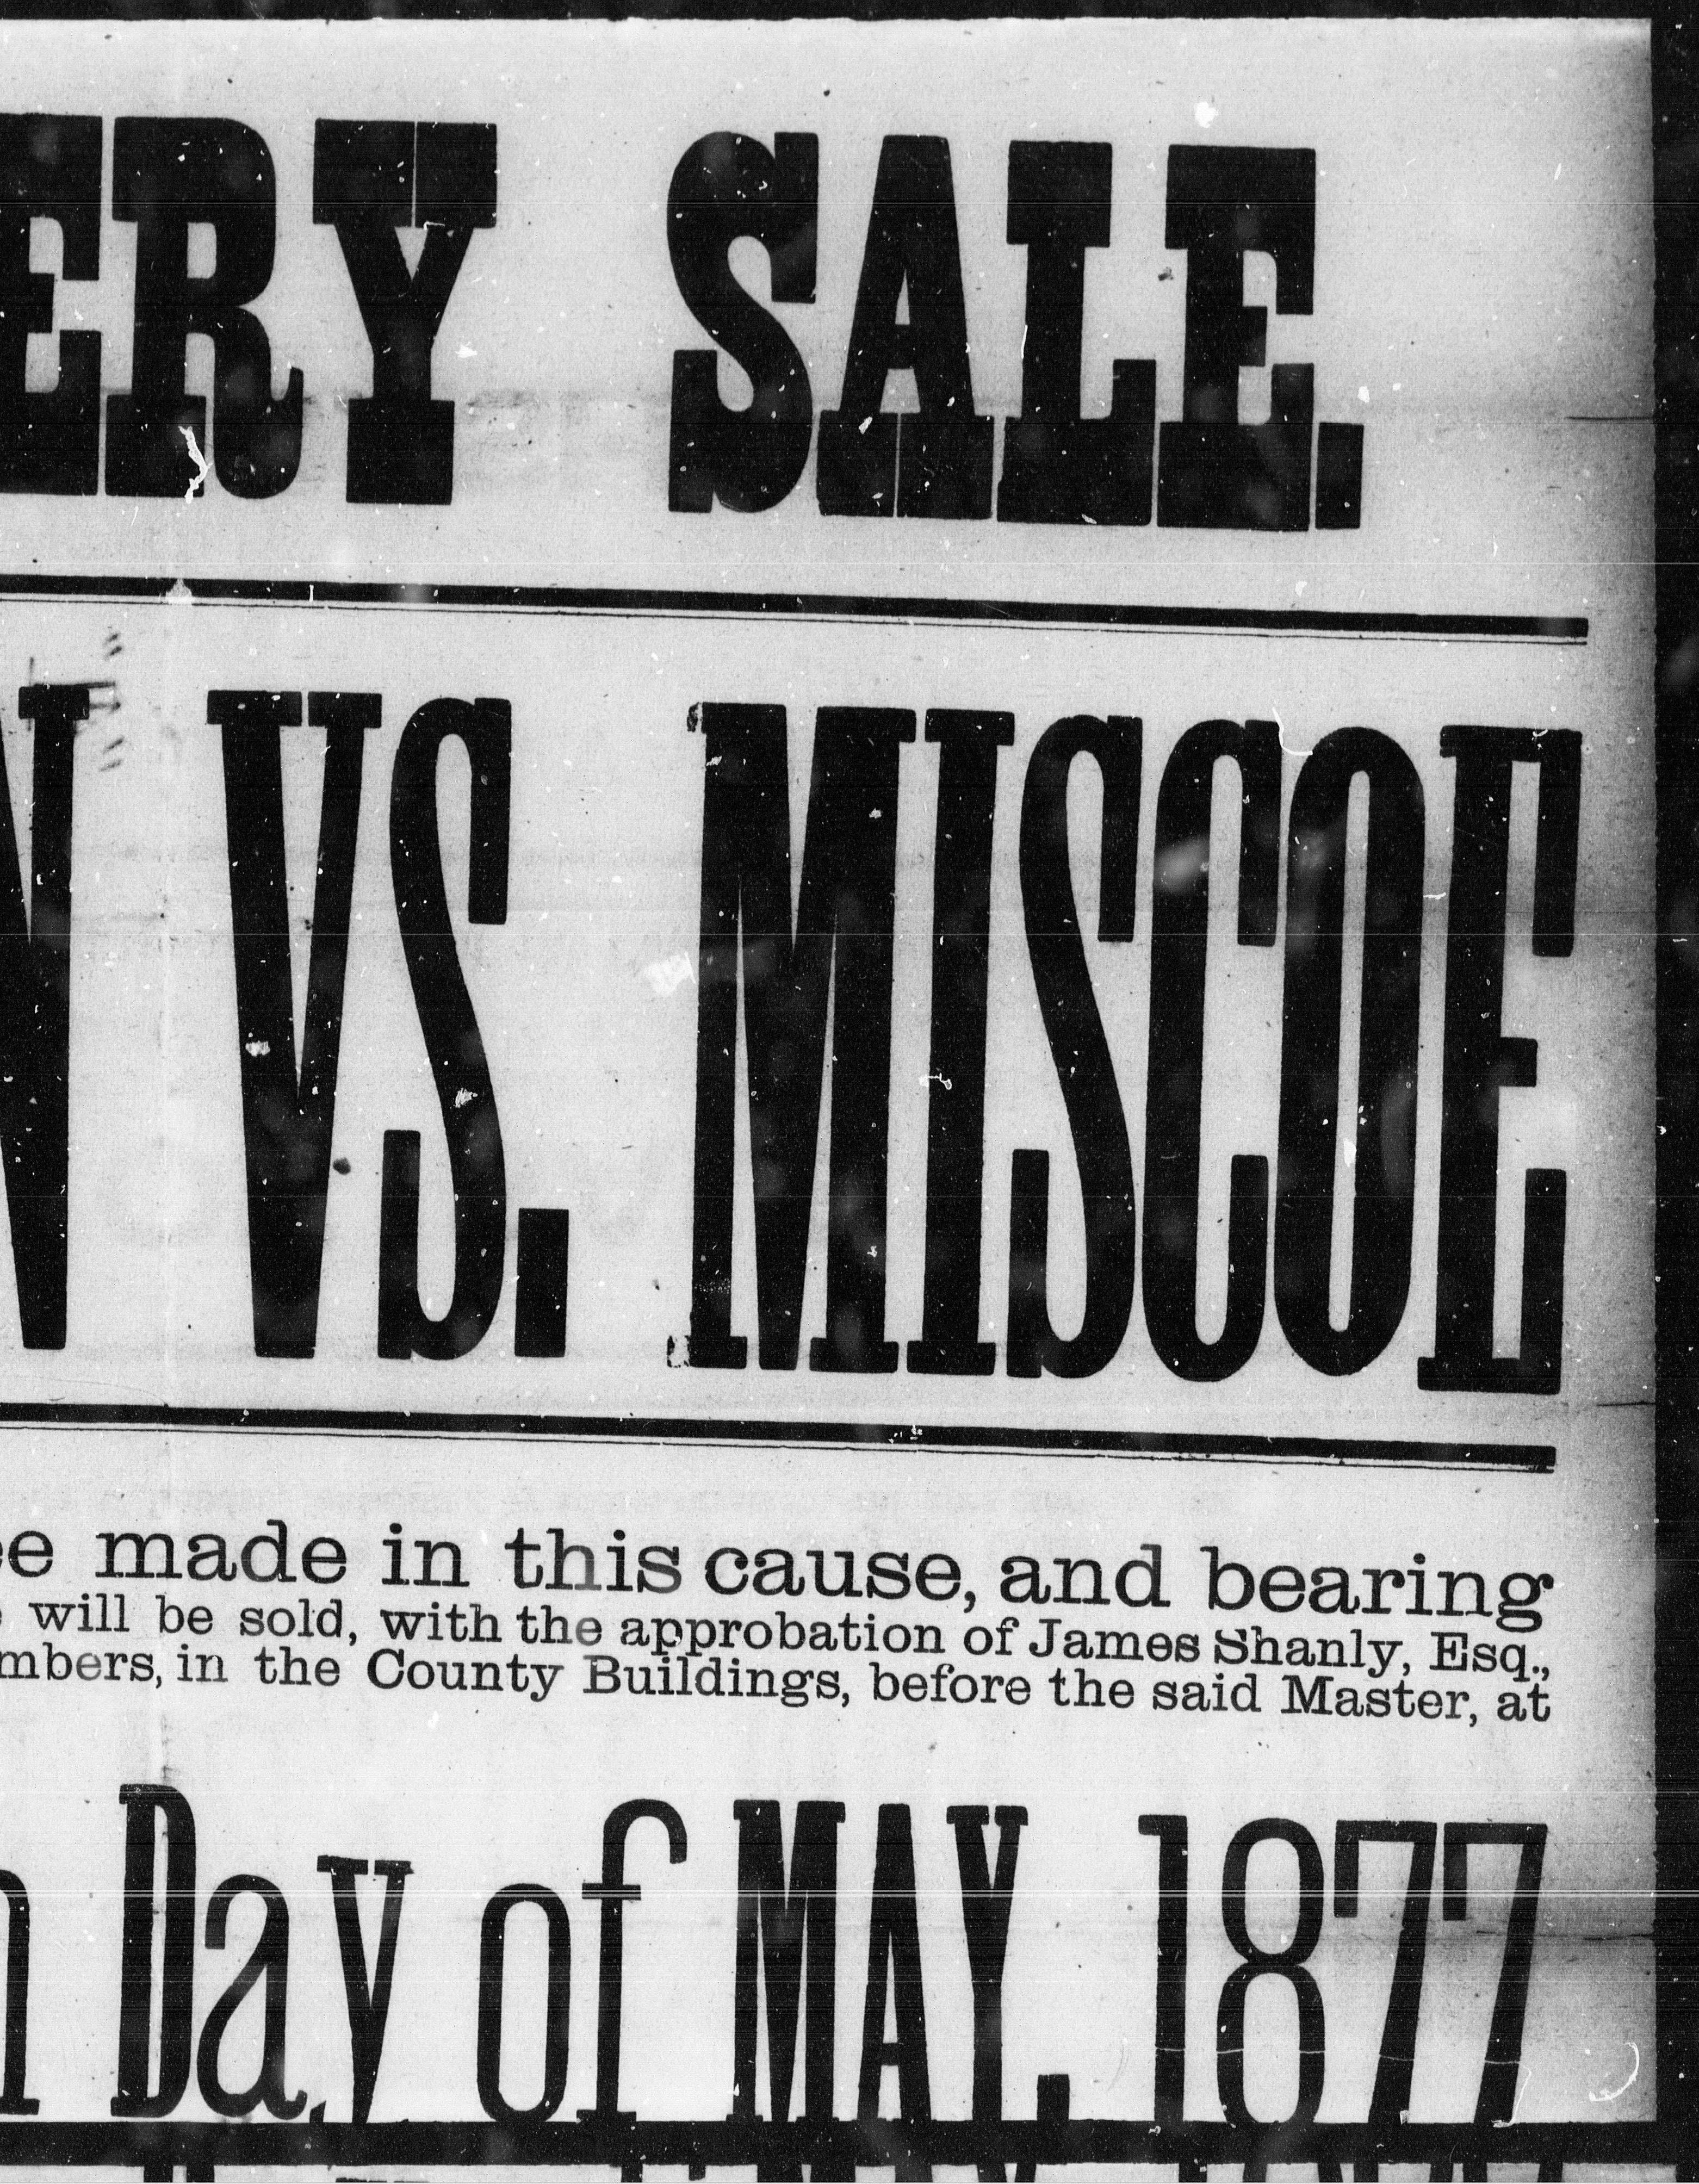 ERY SALE.
N VS. MISCOE
ee made in this cause, and bearing
will be sold, with the approbation of James Shanly, Esq.,
mbers, in the County Buildings, before the said Master, at
h Day of MAY. 1877